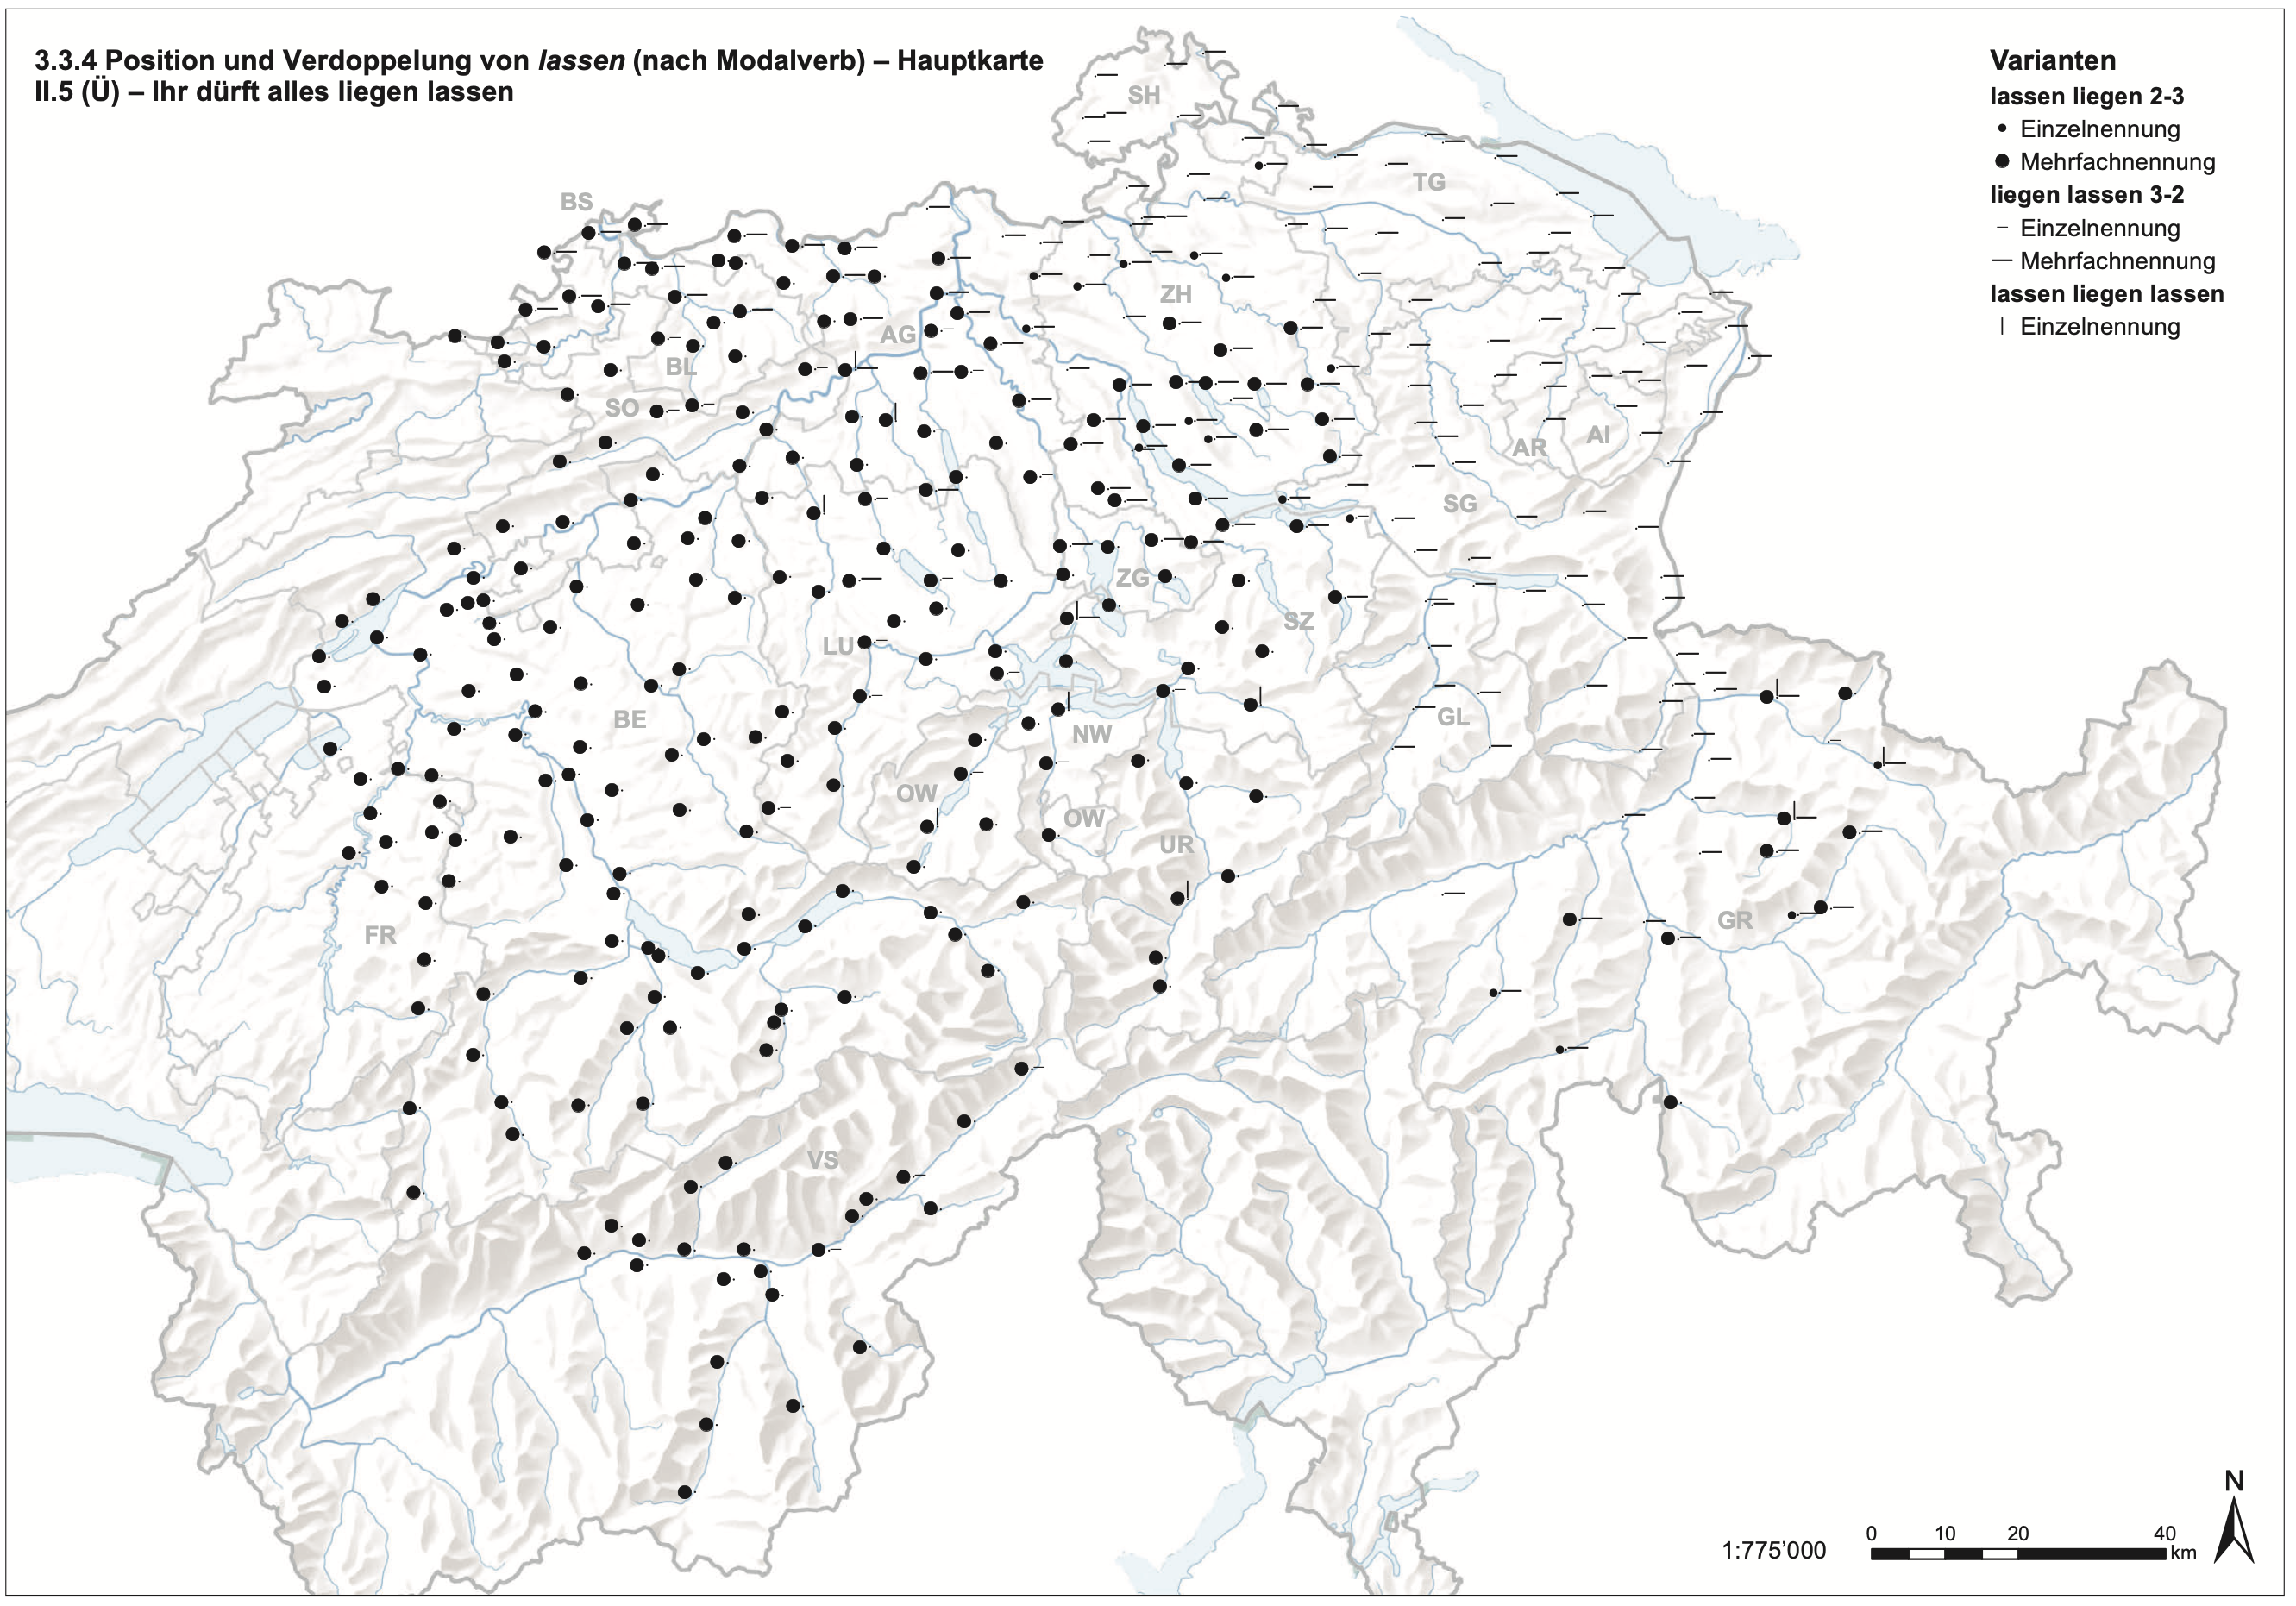 3.3.4 Position und Verdoppelung von lassen (nach Modalverb) – Hauptkarte
II.5 (Ü) – Ihr dürft alles liegen lassen
Varianten
lassen liegen 2-3
Einzelnennung
Mehrfachnennung
liegen lassen 3-2
Einzelnennung
Mehrfachnennung
lassen liegen lassen
Einzelnennung
SH
TG
BS
ZH
AG
BL
SO
AR
AI
SG
ZG
SZ
LU
BE
NW
GL
OW
OW
UR
FR
GR
VS
N
1:775'000
0 10 20 40
km